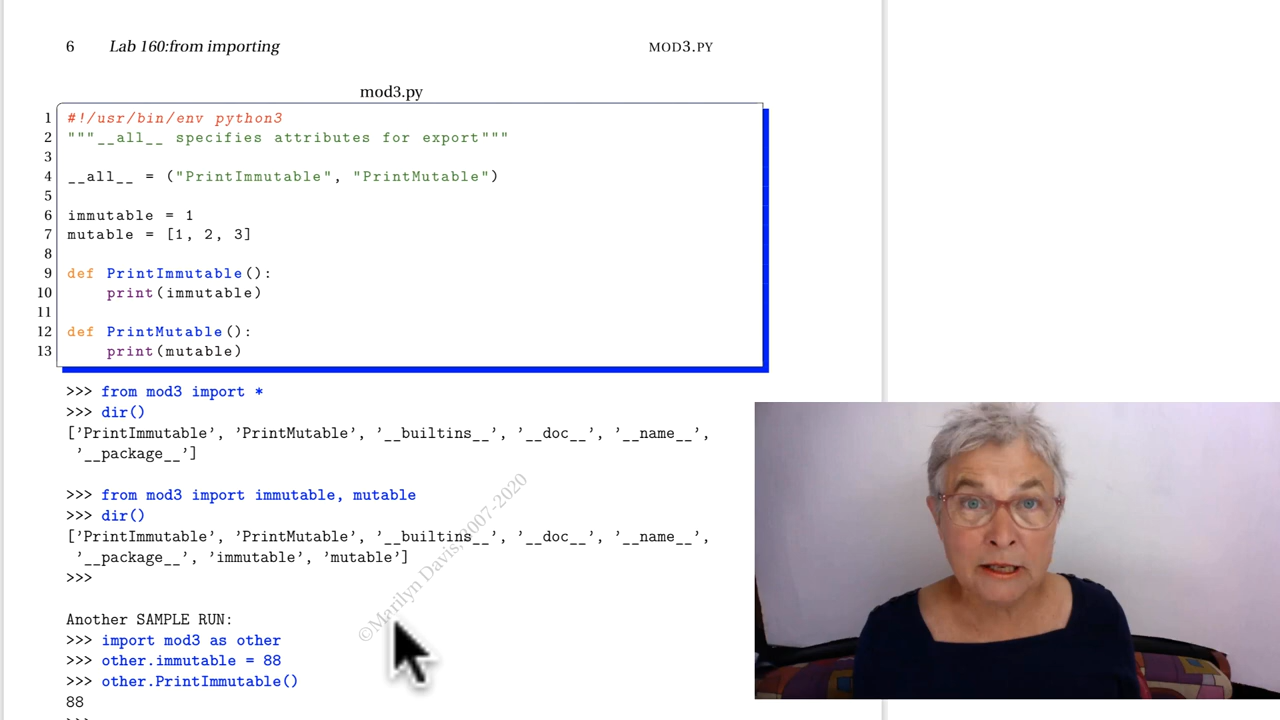 6 Lab 160:from importing MOD3.PY
mod3.py
1 #!/usr/bin/env python3
2 """__all__ specifies attributes for export"""
3
4 __all__ = ("PrintImmutable", "PrintMutable")
5
6 immutable = 1
7 mutable = [1, 2, 3]
8
9 def PrintImmutable():
10 print(immutable)
11
12 def PrintMutable():
13 print(mutable)
>>> from mod3 import *
>>> dir()
['PrintImmutable', 'PrintMutable', '__builtins__', '__doc__', '__name__',
'__package__']
>>> from mod3 import immutable, mutable
>>> dir()
['PrintImmutable', 'PrintMutable', '__builtins__', '__doc__', '__name__',
'__package__', 'immutable', 'mutable']
>>>
©Marilyn Davis, 2007-2020
Another SAMPLE RUN:
>>> import mod3 as other
>>> other.immutable = 88
>>> other.PrintImmutable()
88
>>>